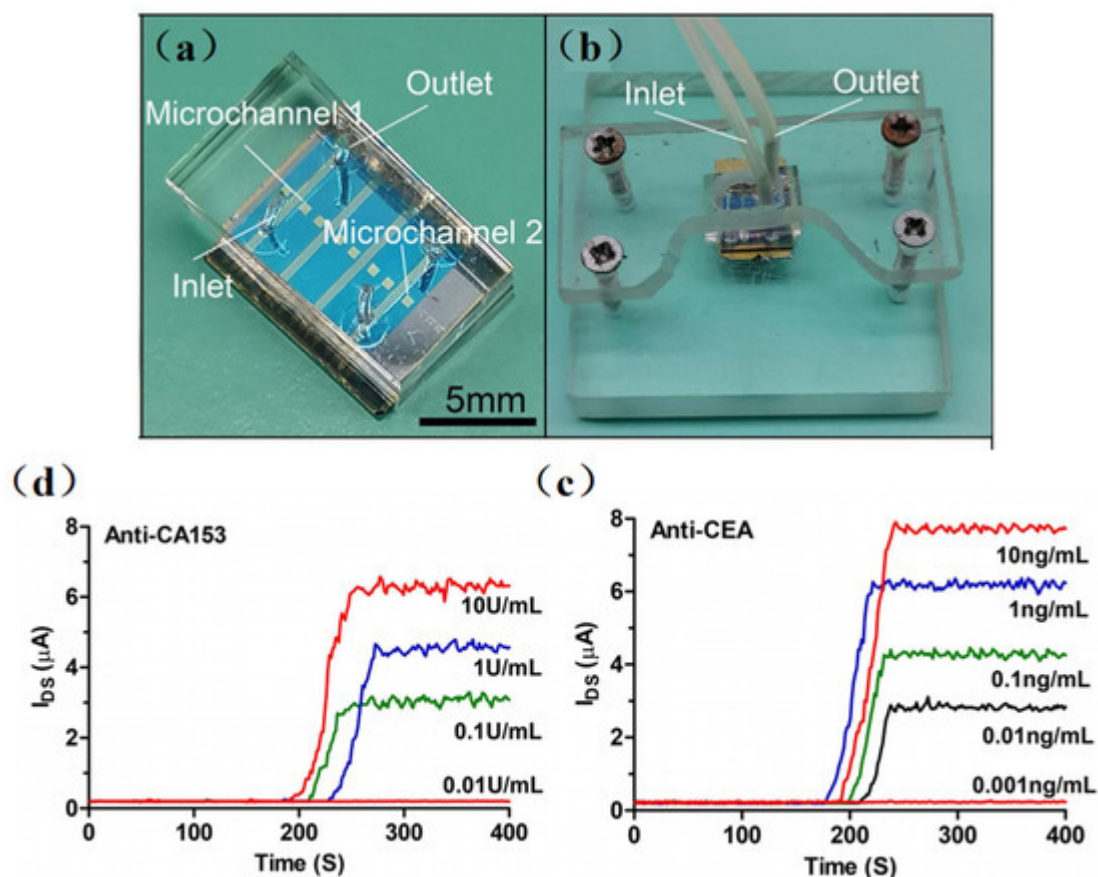 (a)
Outlet
Microchannel 1
Microchannel 2
Inlet
5mm
(b)
Inlet
Outlet
(d)
Anti-CA153
8
6
4
2
0
I_DS (μA)
10U/mL
1U/mL
0.1U/mL
0.01U/mL
0
100
200
300
400
Time (S)
(c)
Anti-CEA
8
6
4
2
0
I_DS (μA)
10ng/mL
1ng/mL
0.1ng/mL
0.01ng/mL
0.001ng/mL
0
100
200
300
400
Time (S)